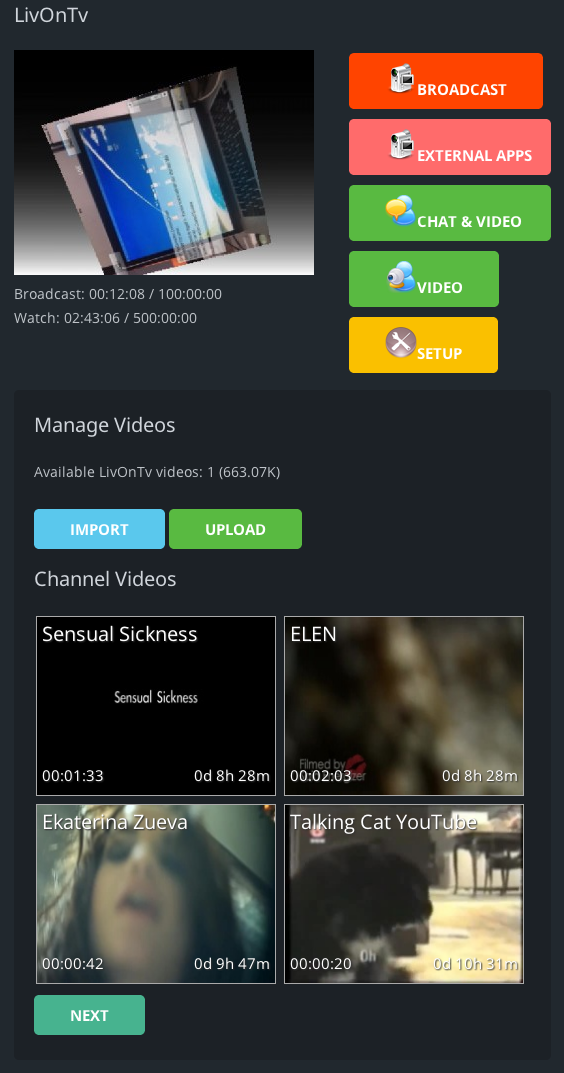 LivOnTv
BROADCAST
EXTERNAL APPS
CHAT & VIDEO
VIDEO
SETUP
Broadcast: 00:12:08 / 100:00:00
Watch: 02:43:06 / 500:00:00
Manage Videos
Available LivOnTv videos: 1 (663.07K)
IMPORT UPLOAD
Channel Videos
Sensual Sickness
Sensual Sickness
00:01:33 0d 8h 28m
ELEN
Filmed by
00:02:03 0d 8h 28m
Ekaterina Zueva
00:00:42 0d 9h 47m
Talking Cat YouTube
Oh
00:00:20 0d 10h 31m
NEXT